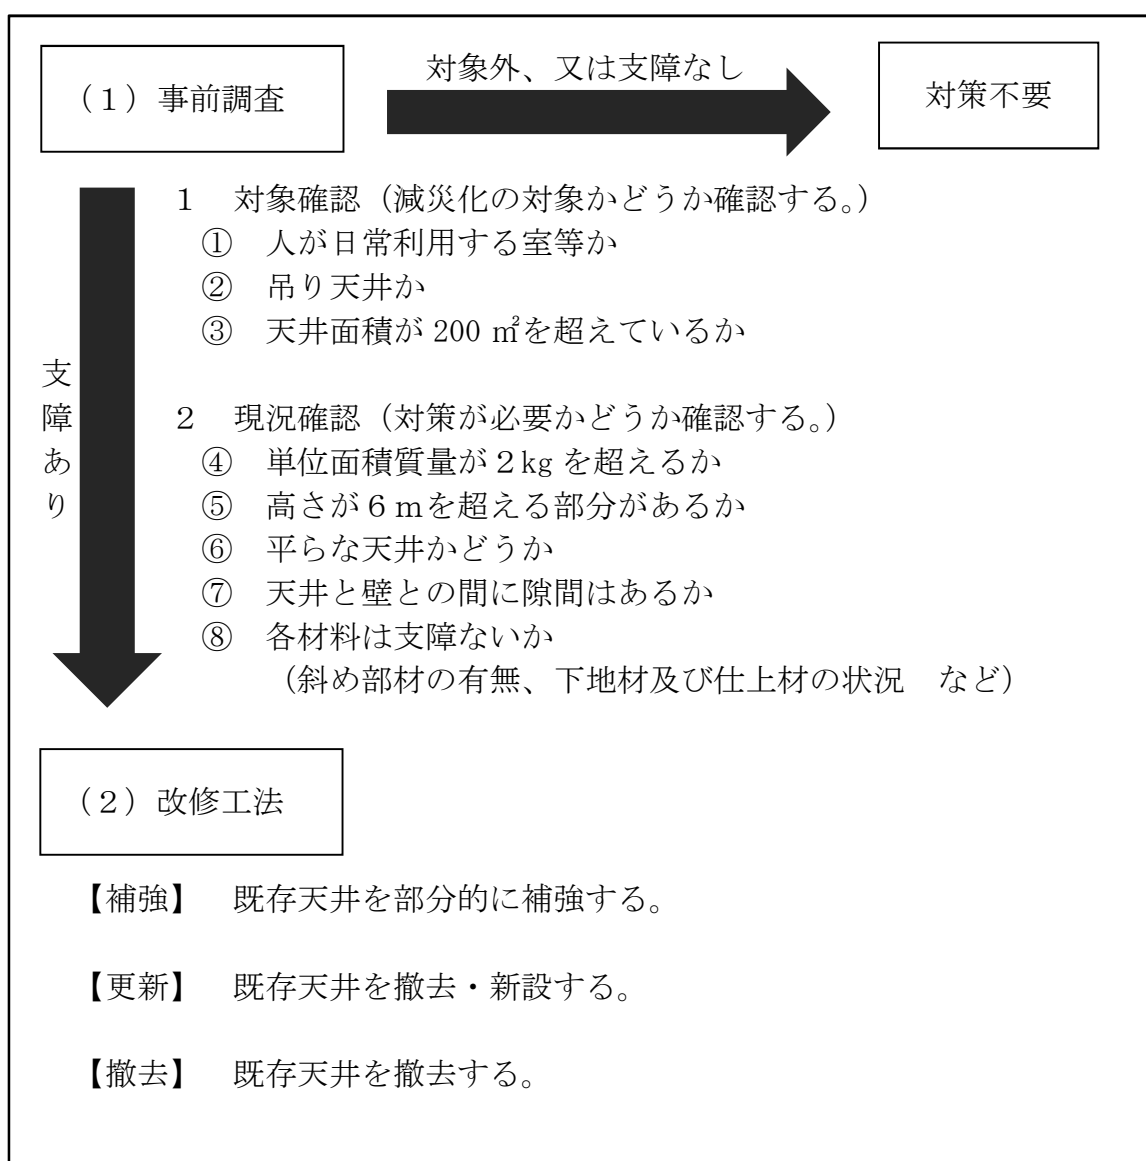 (1)事前調査
対象外、又は支障なし
対策不要
支障あり
1 対象確認(減災化の対象かどうか確認する。)
① 人が日常利用する室等か
② 吊り天井か
③ 天井面積が 200 ㎡を超えているか
2 現況確認(対策が必要かどうか確認する。)
④ 単位面積質量が2kg を超えるか
⑤ 高さが6mを超える部分があるか
⑥ 平らな天井かどうか
⑦ 天井と壁との間に隙間はあるか
⑧ 各材料は支障ないか
(斜め部材の有無、下地材及び仕上材の状況 など)
(2)改修工法
【補強】 既存天井を部分的に補強する。
【更新】 既存天井を撤去・新設する。
【撤去】 既存天井を撤去する。